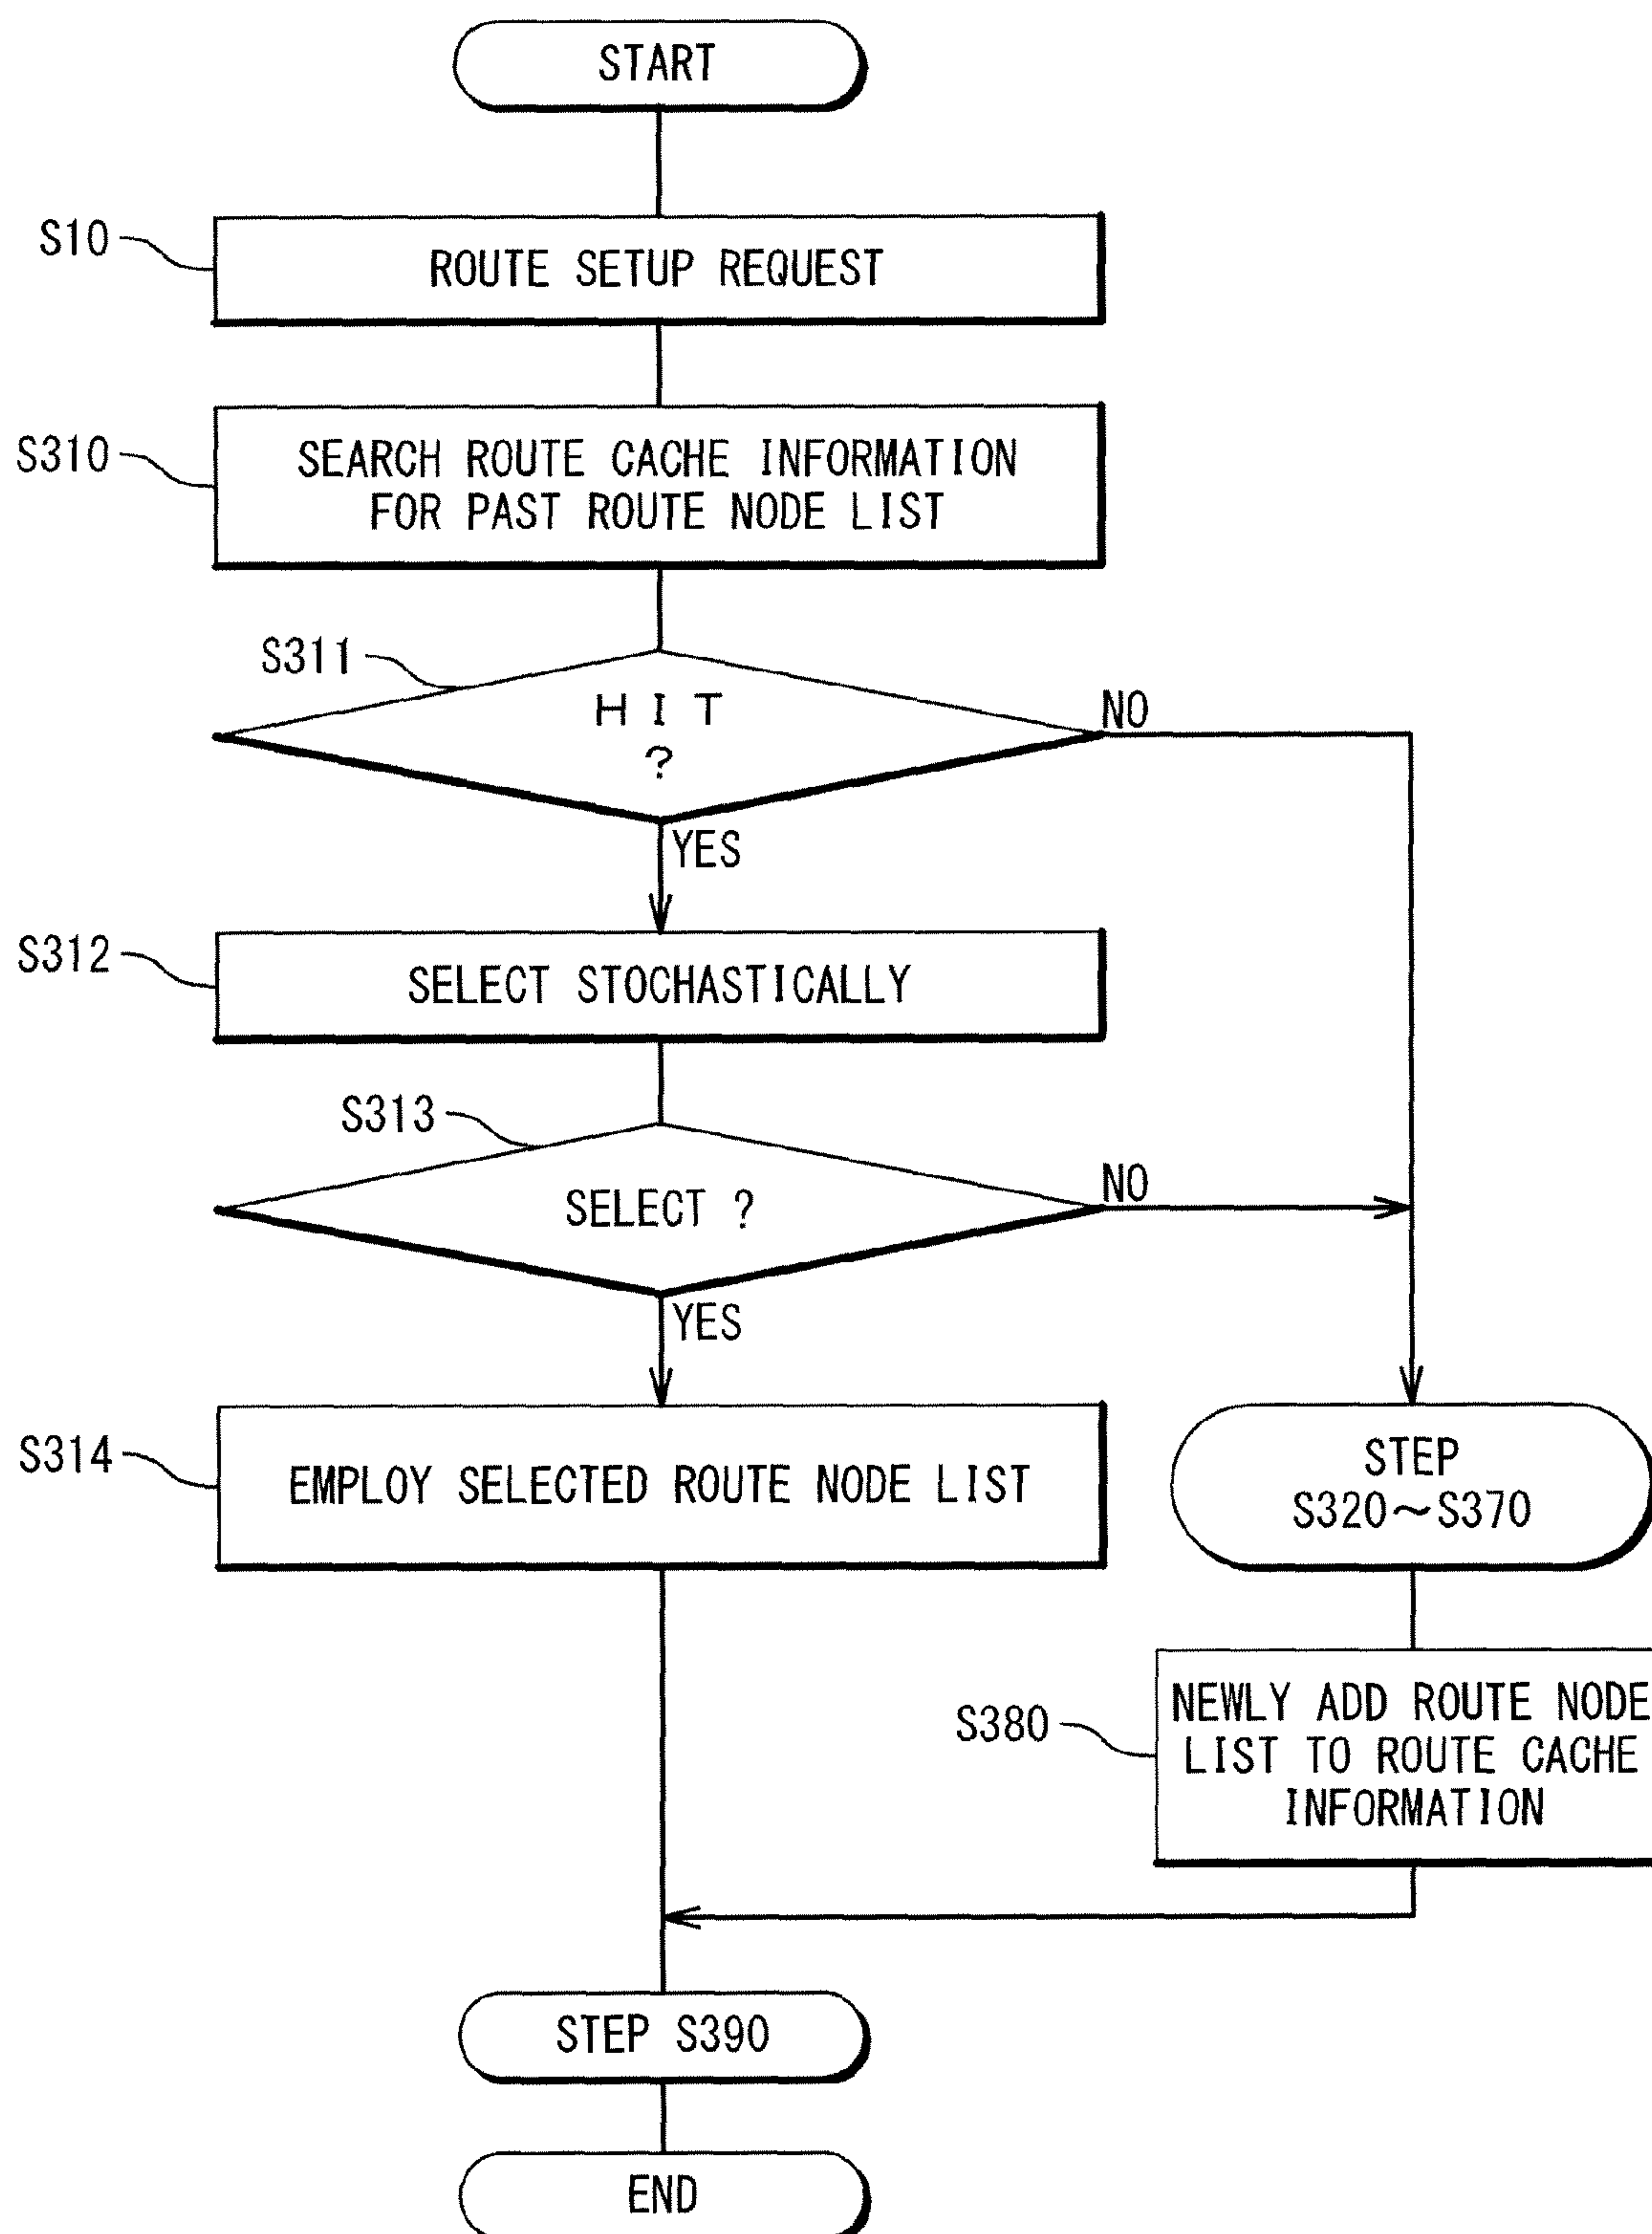 START
S10
ROUTE SETUP REQUEST
S310
SEARCH ROUTE CACHE INFORMATION
FOR PAST ROUTE NODE LIST
S311
HIT
?
NO
YES
S312
SELECT STOCHASTICALLY
S313
SELECT ?
NO
YES
S314
EMPLOY SELECTED ROUTE NODE LIST
STEP
S320～S370
S380
NEWLY ADD ROUTE NODE
LIST TO ROUTE CACHE
INFORMATION
STEP S390
END